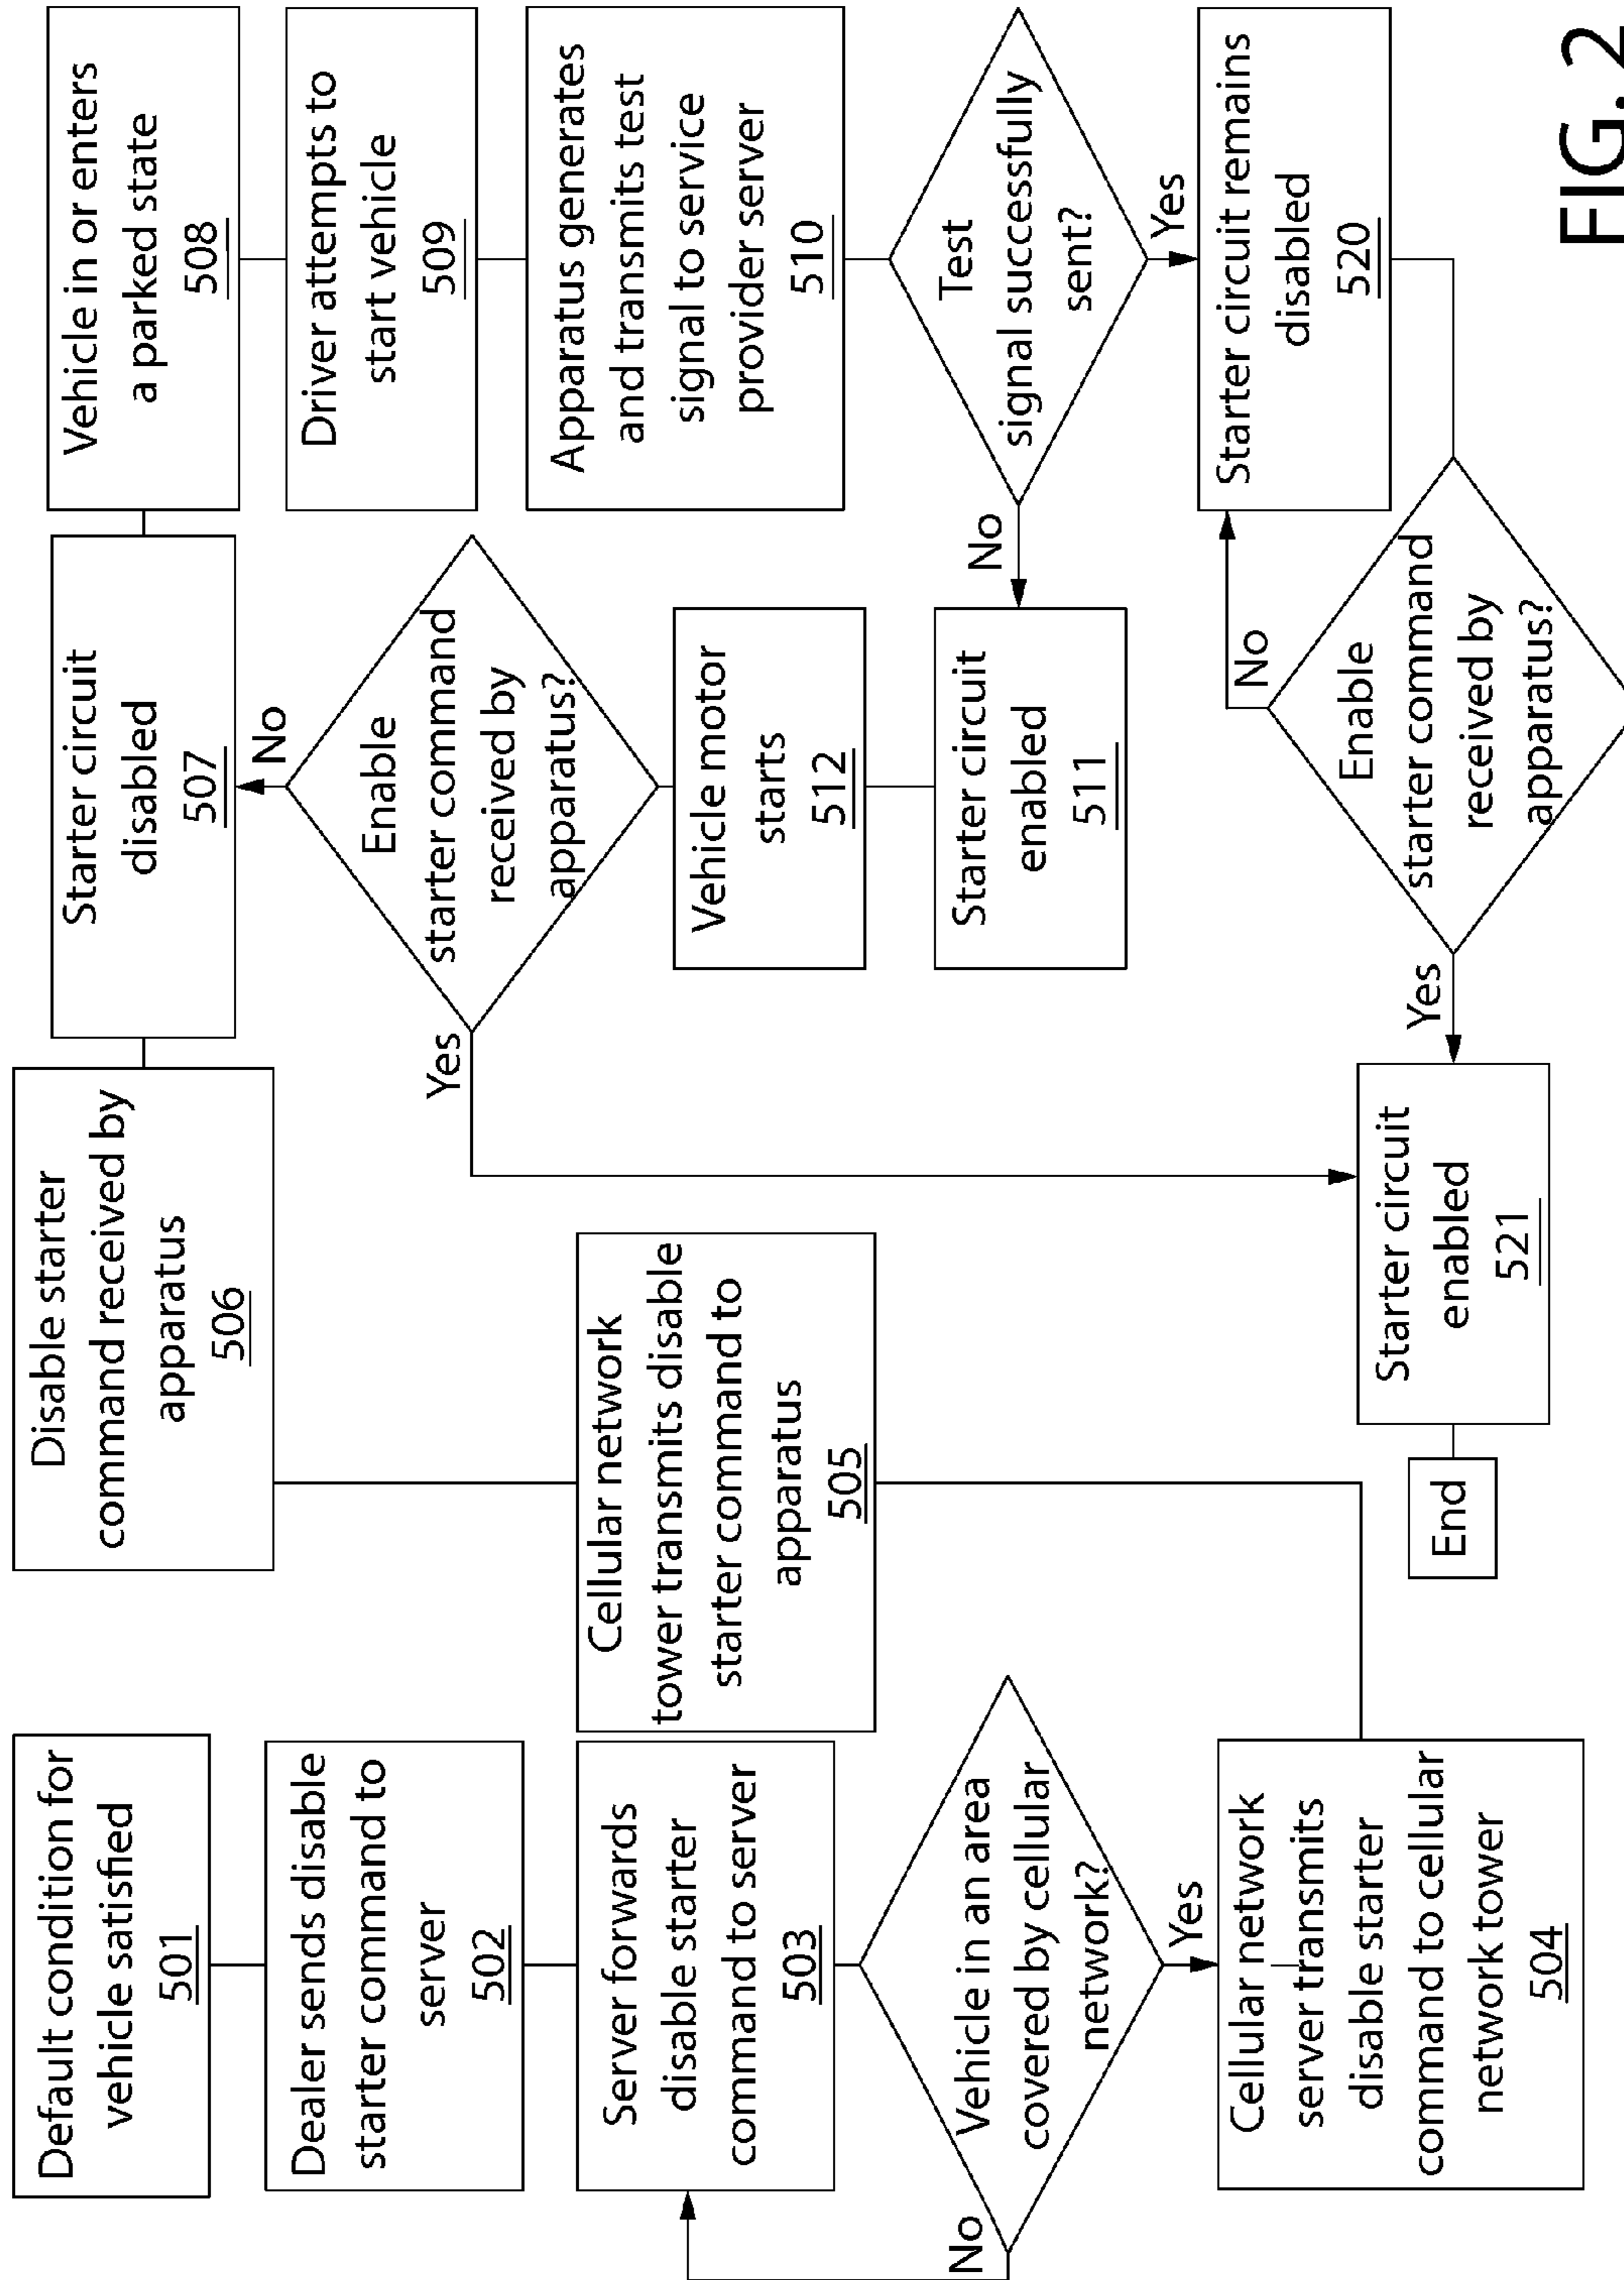 Default condition for
vehicle satisfied
501
Dealer sends disable
starter command to
server
502
Server forwards
disable starter
command to server
503
Vehicle in an area
covered by cellular
network?
No
Yes
Cellular network
server transmits
disable starter
command to cellular
network tower
504
Cellular network
tower transmits disable
starter command to
apparatus
505
Disable starter
command received by
apparatus
506
Starter circuit
disabled
507
Vehicle in or enters
a parked state
508
Driver attempts to
start vehicle
509
Apparatus generates
and transmits test
signal to service
provider server
510
Test
signal successfully
sent?
No
Yes
Starter circuit
enabled
511
Vehicle motor
starts
512
Enable
starter command
received by
apparatus?
No
Yes
Starter circuit remains
disabled
520
Enable
starter command
received by
apparatus?
No
Yes
Starter circuit
enabled
521
End
FIG. 2